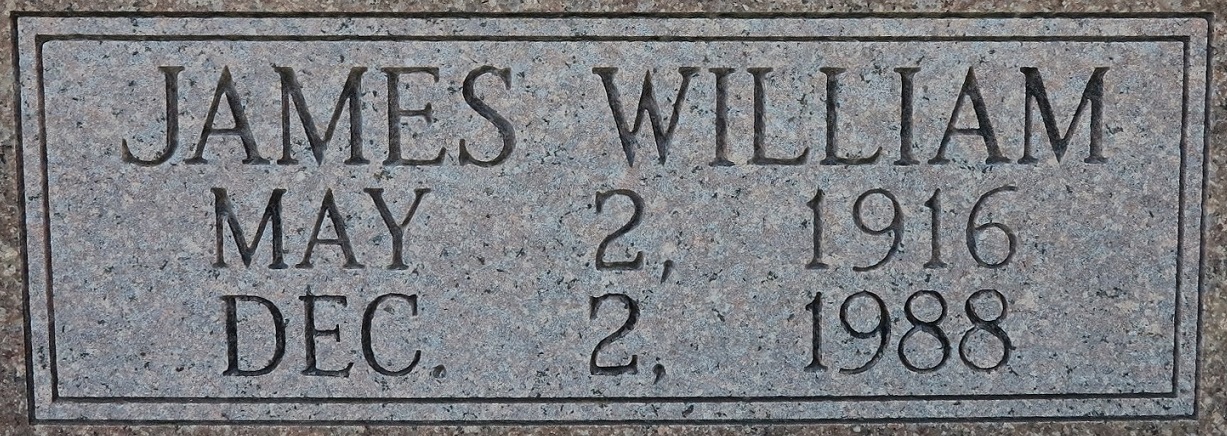 JAMES WILLIAM
MAY 2, 1916
DEC. 2, 1988